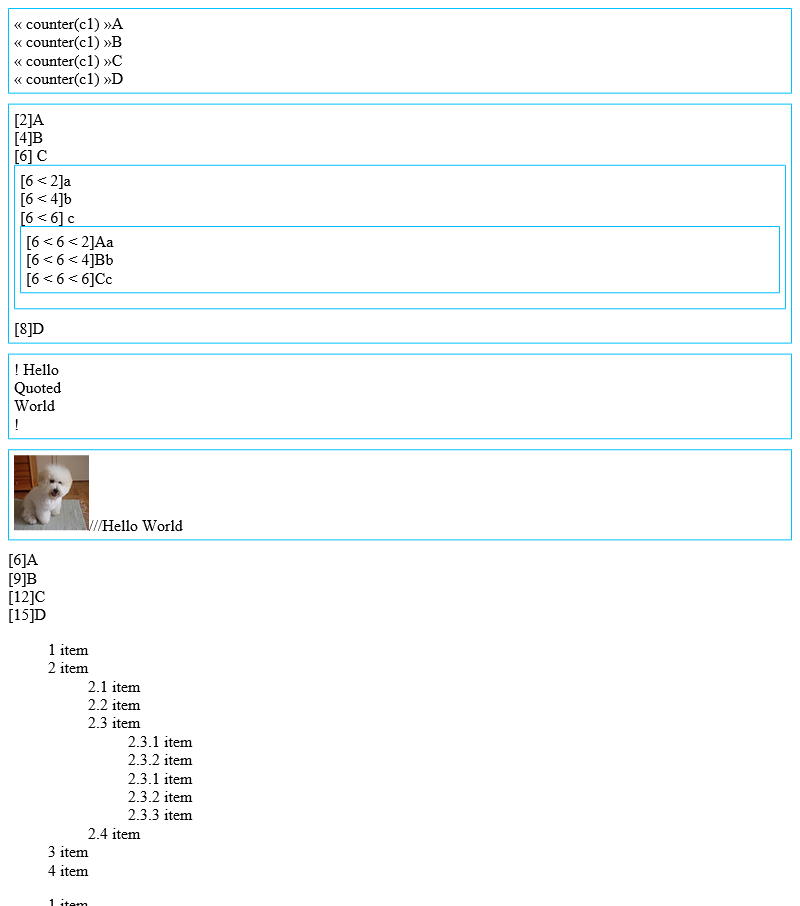 « counter(c1) »A
« counter(c1) »B
« counter(c1) »C
« counter(c1) »D
[2]A
[4]B
[6] C
[6 < 2]a
[6 < 4]b
[6 < 6] c
[6 < 6 < 2]Aa
[6 < 6 < 4]Bb
[6 < 6 < 6]Cc
[8]D
! Hello
Quoted
World
!
///Hello World
[6]A
[9]B
[12]C
[15]D
1 item
2 item
2.1 item
2.2 item
2.3 item
2.3.1 item
2.3.2 item
2.3.1 item
2.3.2 item
2.3.3 item
2.4 item
3 item
4 item
1 item